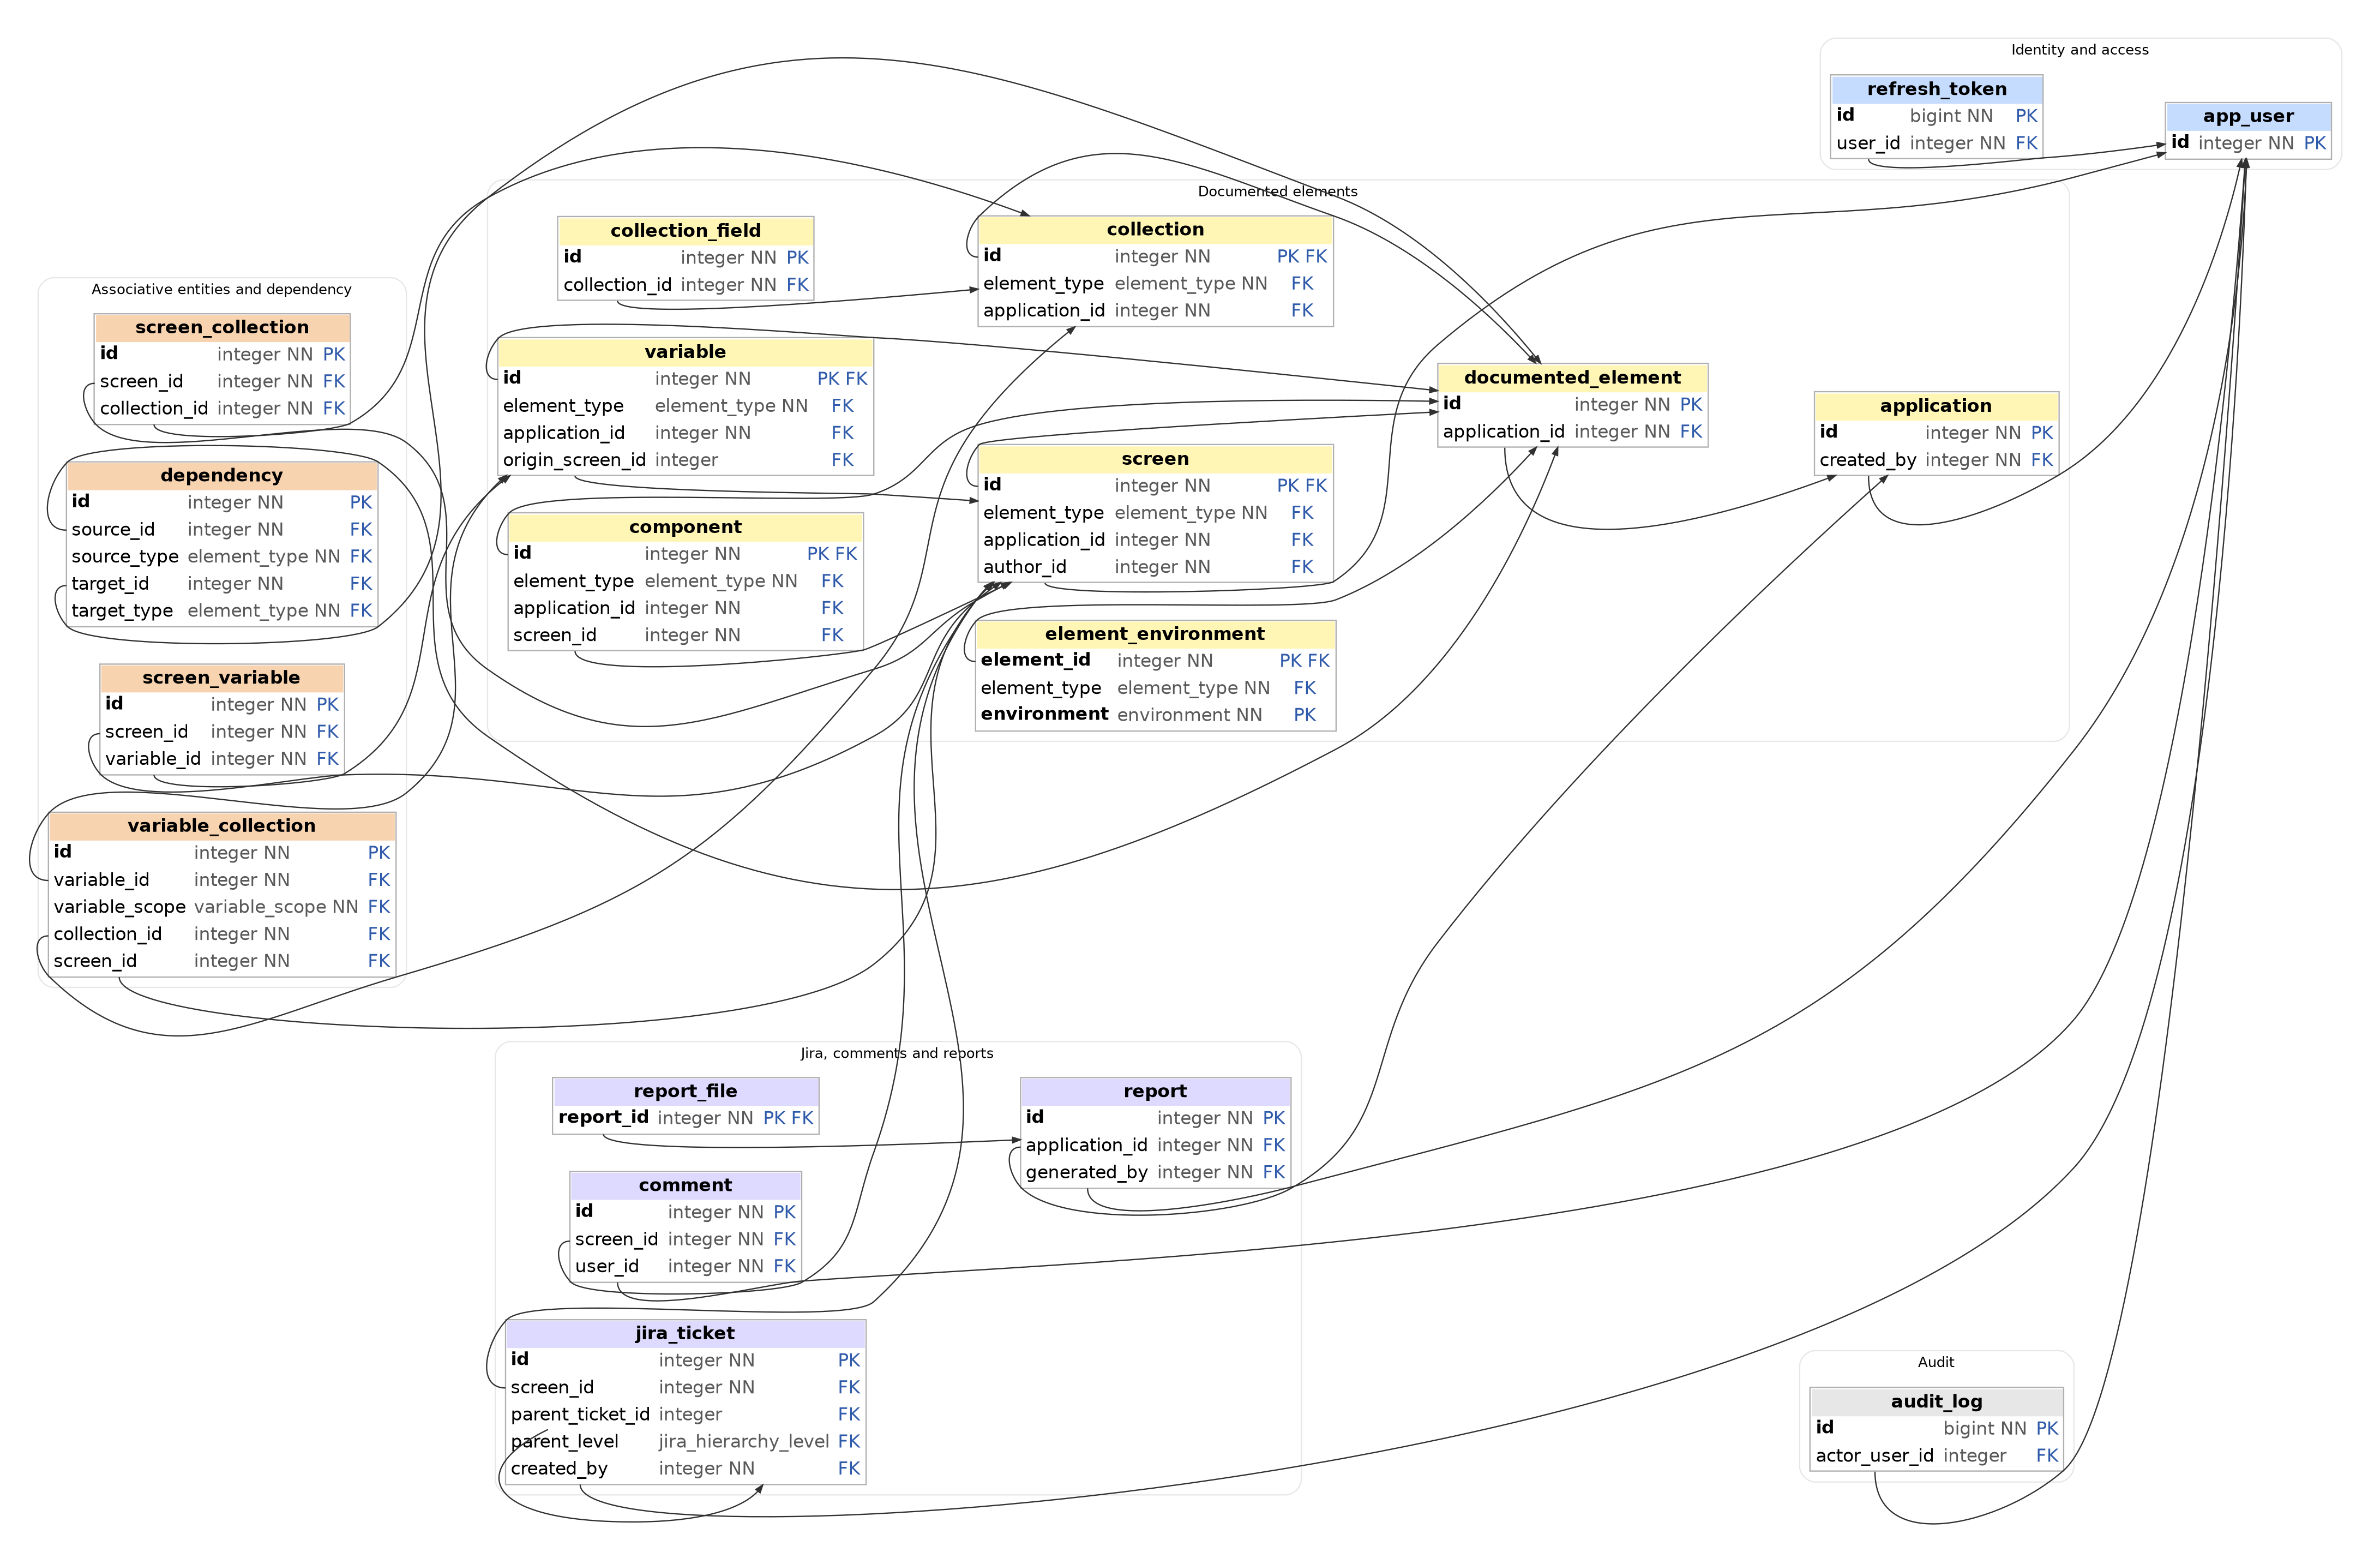 Identity and access
refresh_token
id bigint NN PK
user_id integer NN FK
app_user
id integer NN PK
Documented elements
collection_field
id integer NN PK
collection_id integer NN FK
collection
id integer NN PK FK
element_type element_type NN FK
application_id integer NN FK
variable
id integer NN PK FK
element_type element_type NN FK
application_id integer NN FK
origin_screen_id integer FK
documented_element
id integer NN PK
application_id integer NN FK
application
id integer NN PK
created_by integer NN FK
screen
id integer NN PK FK
element_type element_type NN FK
application_id integer NN FK
author_id integer NN FK
component
id integer NN PK FK
element_type element_type NN FK
application_id integer NN FK
screen_id integer NN FK
element_environment
element_id integer NN PK FK
element_type element_type NN FK
environment environment NN PK
Associative entities and dependency
screen_collection
id integer NN PK
screen_id integer NN FK
collection_id integer NN FK
dependency
id integer NN PK
source_id integer NN FK
source_type element_type NN FK
target_id integer NN FK
target_type element_type NN FK
screen_variable
id integer NN PK
screen_id integer NN FK
variable_id integer NN FK
variable_collection
id integer NN PK
variable_id integer NN FK
variable_scope variable_scope NN FK
collection_id integer NN FK
screen_id integer NN FK
Jira, comments and reports
report_file
report_id integer NN PK FK
report
id integer NN PK
application_id integer NN FK
generated_by integer NN FK
comment
id integer NN PK
screen_id integer NN FK
user_id integer NN FK
jira_ticket
id integer NN PK
screen_id integer NN FK
parent_ticket_id integer FK
parent_level jira_hierarchy_level FK
created_by integer NN FK
Audit
audit_log
id bigint NN PK
actor_user_id integer FK